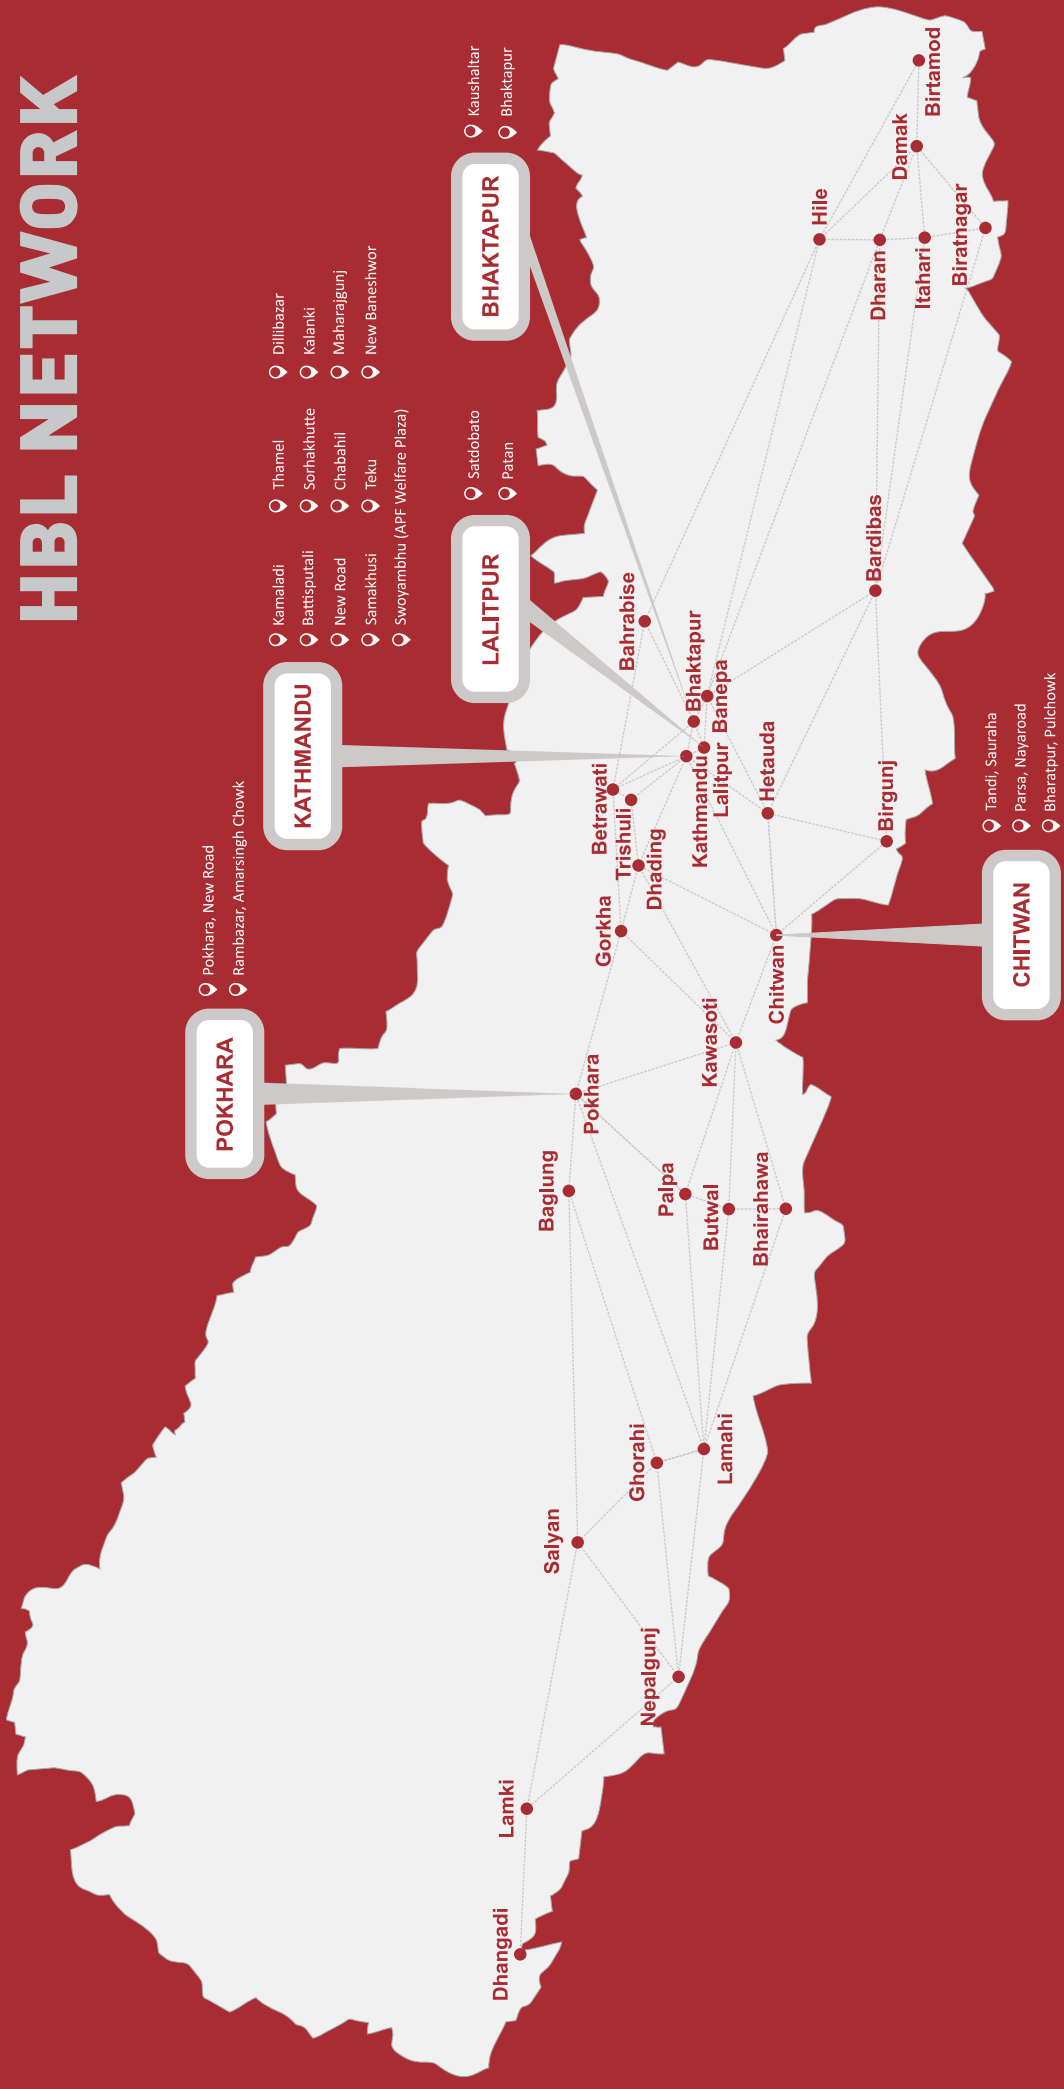 HBL NETWORK
POKHARA
Pokhara, New Road
Rambazar, Amarsingh Chowk
KATHMANDU
Kamaladi
Thamel
Dillibazar
Battisputali
Sorhakhutte
Kalanki
New Road
Chabahil
Maharajgunj
Samakhusi
Teku
New Baneshwor
Swoyambhu (APF Welfare Plaza)
LALITPUR
Satdobato
Patan
BHAKTAPUR
Kaushaltar
Bhaktapur
Dhangadi
Lamki
Salyan
Nepalgunj
Ghorahi
Lamahi
Baglung
Pokhara
Palpa
Butwal
Bhairahawa
Kawasoti
Gorkha
Dhading
Trishuli
Betrawati
Chitwan
Kathmandu
Lalitpur
Bhaktapur
Banepa
Bahrabise
Hetauda
Birgunj
Bardibas
Hile
Dharan
Itahari
Biratnagar
Damak
Birtamod
CHITWAN
Tandi, Sauraha
Parsa, Nayaroad
Bharatpur, Pulchowk